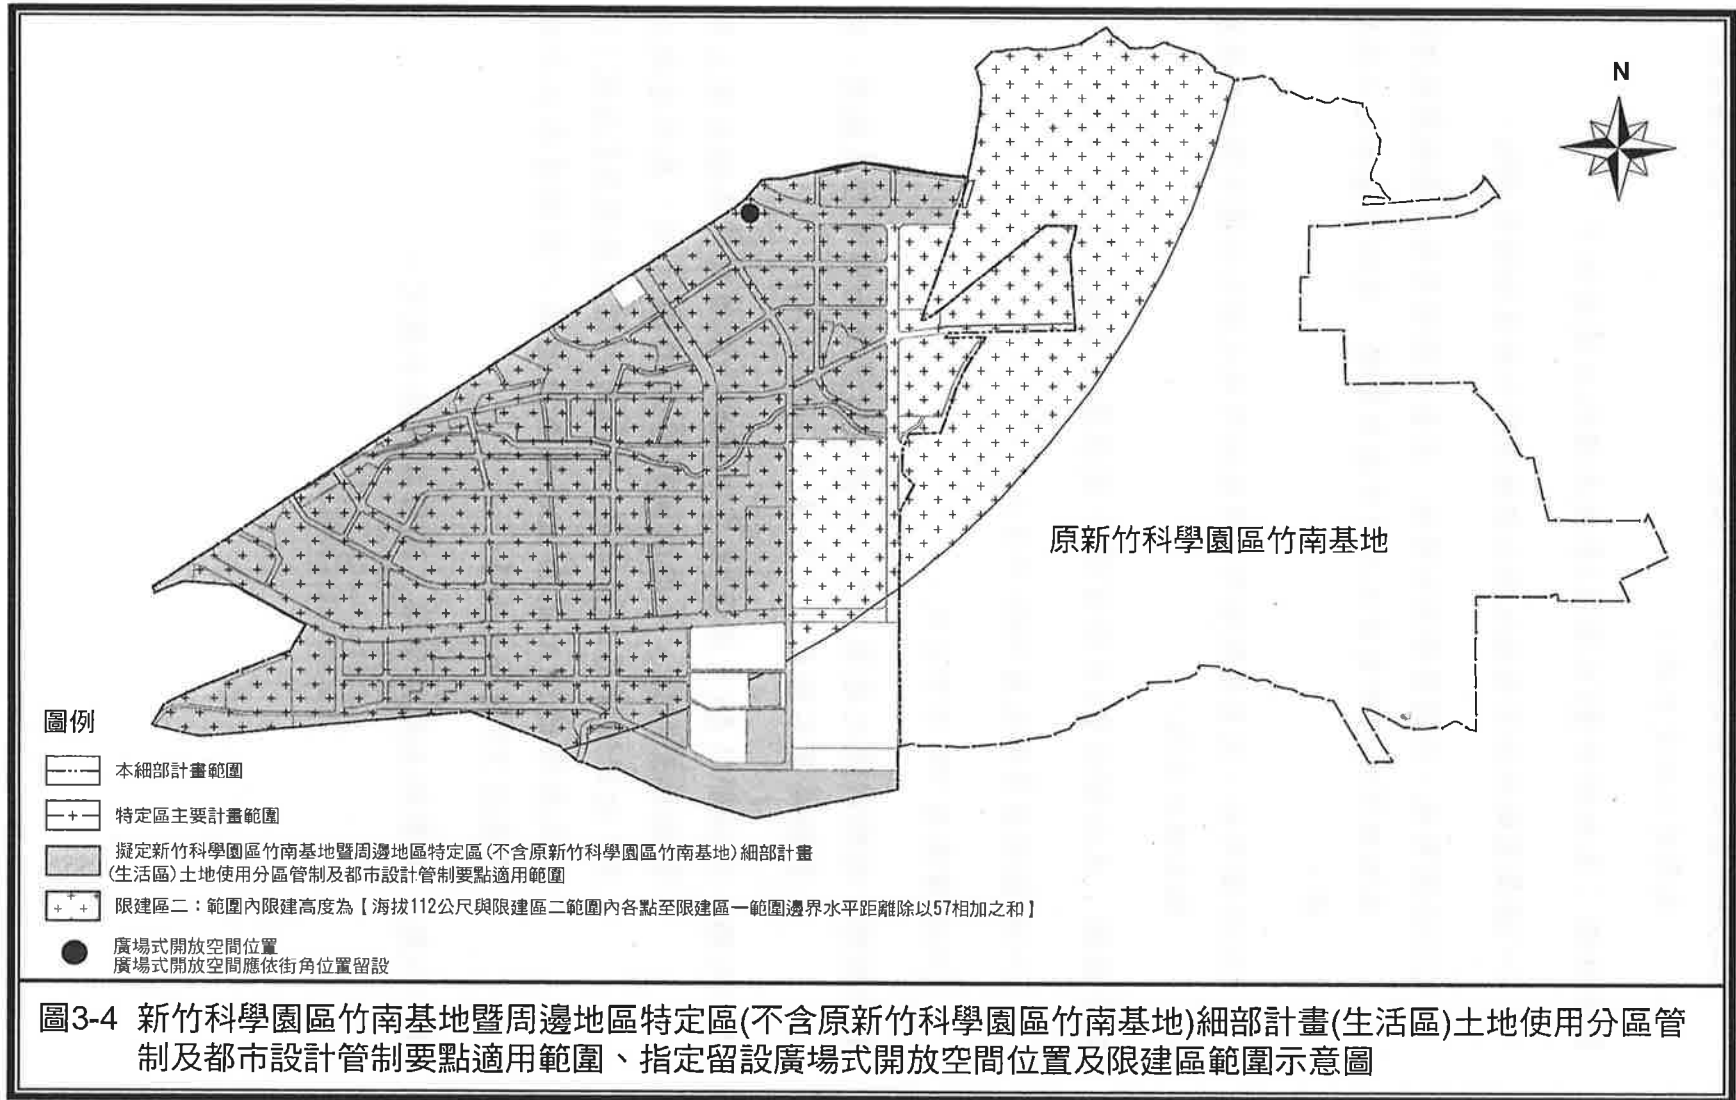 N
原新竹科學園區竹南基地
圖例
本細部計畫範圍
特定區主要計畫範圍
擬定新竹科學園區竹南基地暨周邊地區特定區(不含原新竹科學園區竹南基地)細部計畫
(生活區)土地使用分區管制及都市設計管制要點適用範圍
限建區二：範圍內限建高度為【海拔112公尺與限建區二範圍內各點至限建區一範圍邊界水平距離除以57相加之和】
廣場式開放空間位置
廣場式開放空間應依街角位置留設
圖3-4 新竹科學園區竹南基地暨周邊地區特定區(不含原新竹科學園區竹南基地)細部計畫(生活區)土地使用分區管
制及都市設計管制要點適用範圍、指定留設廣場式開放空間位置及限建區範圍示意圖